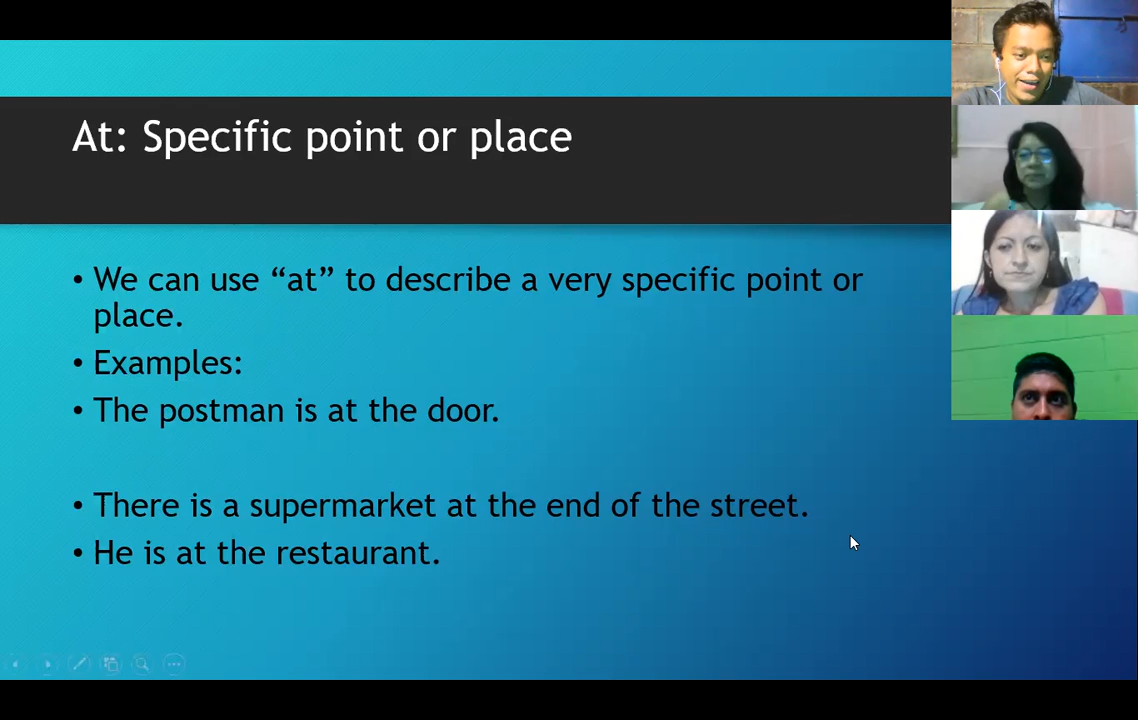 At: Specific point or place
• We can use “at” to describe a very specific point or
place.
• Examples:
• The postman is at the door.
• There is a supermarket at the end of the street.
• He is at the restaurant.